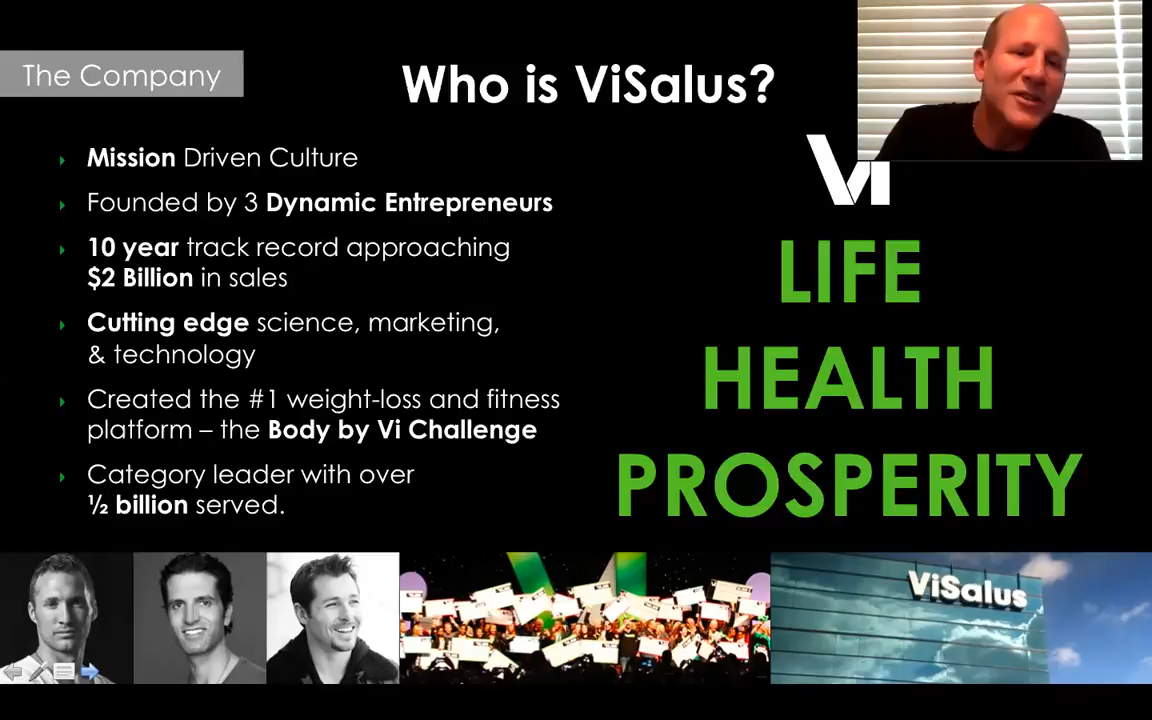 The Company
Who is ViSalus?
Mission Driven Culture
Founded by 3 Dynamic Entrepreneurs
10 year track record approaching
$2 Billion in sales
Cutting edge science, marketing,
& technology
Created the #1 weight-loss and fitness
platform – the Body by Vi Challenge
Category leader with over
½ billion served.
Vi
LIFE
HEALTH
PROSPERITY
ViSalus